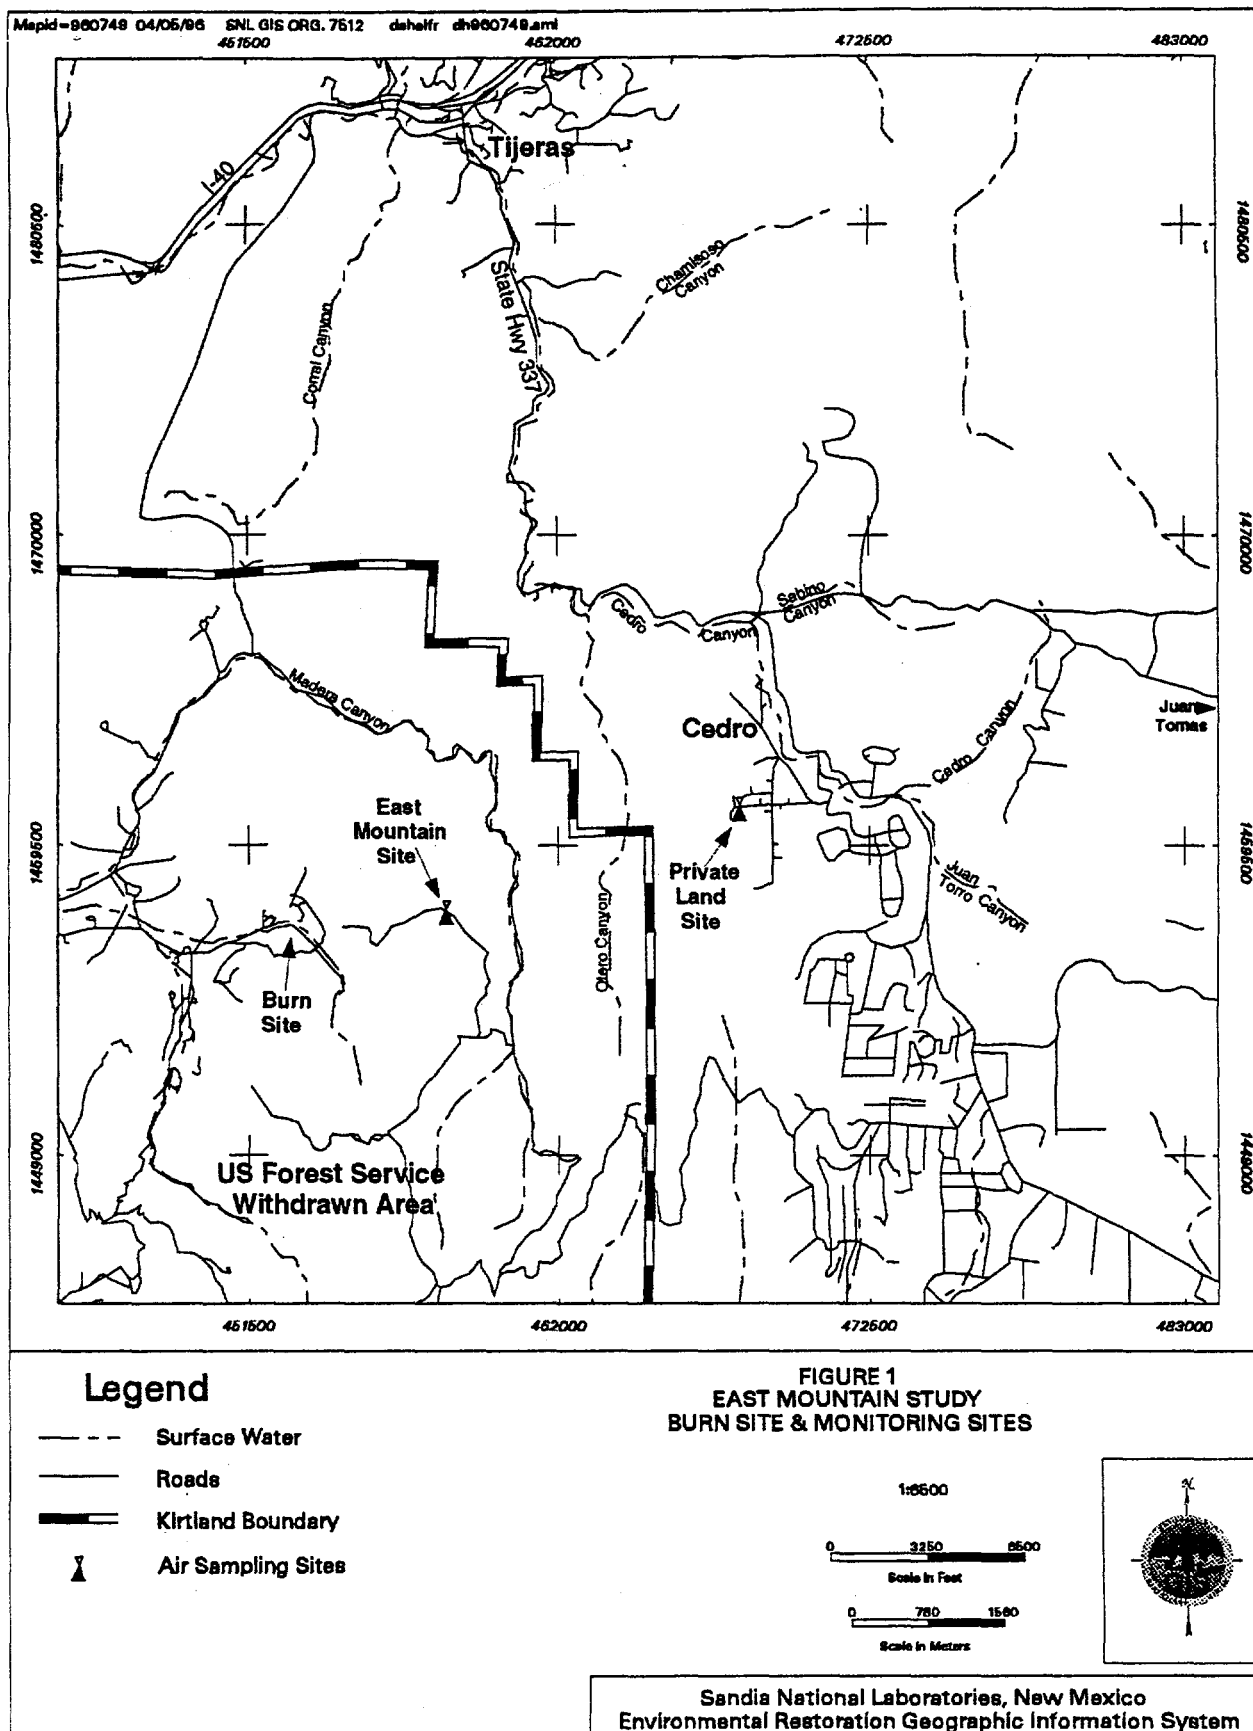 Mapid=960749 04/05/96 SNL GIS ORG. 7512 dahelfr dh960749.aml
451500 462000 472500 483000
Tijeras
I-40
1480500
1480500
Chamisoso
Canyon
State Hwy 337
Corral Canyon
1470000
1470000
Sabino
Canyon
Cedro
Canyon
Madera Canyon
Juan
Tomas
Cedro
Cedro Canyon
East
Mountain
Site
1459500
1459500
Private
Land
Site
Juan
Torro Canyon
Otero Canyon
Burn
Site
1449000
1449000
US Forest Service
Withdrawn Area
451500 462000 472500 483000
Legend
Surface Water
Roads
Kirtland Boundary
Air Sampling Sites
FIGURE 1
EAST MOUNTAIN STUDY
BURN SITE & MONITORING SITES
1:6500
0 3250 6500
Scale in Feet
0 780 1560
Scale in Meters
N
Sandia National Laboratories, New Mexico
Environmental Restoration Geographic Information System